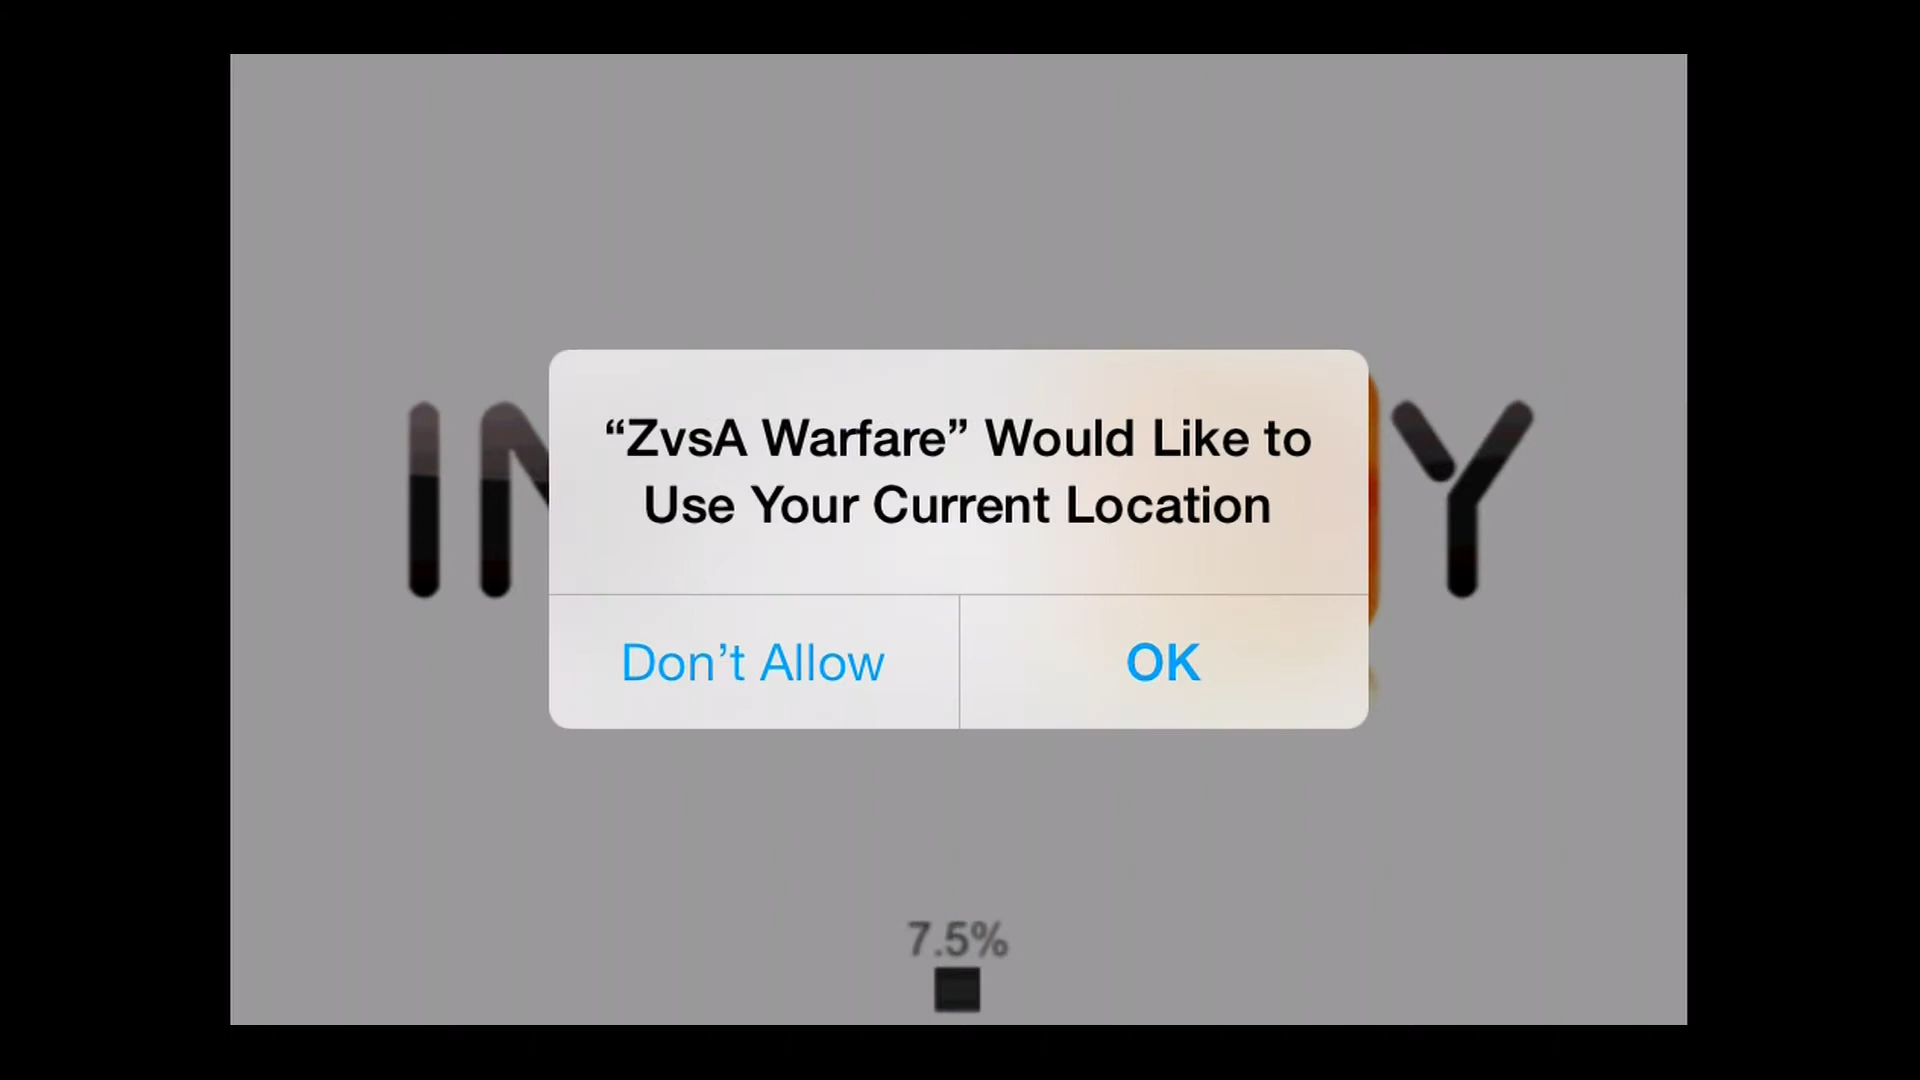 “ZvsA Warfare” Would Like to
Use Your Current Location
Don’t Allow
OK
7.5%